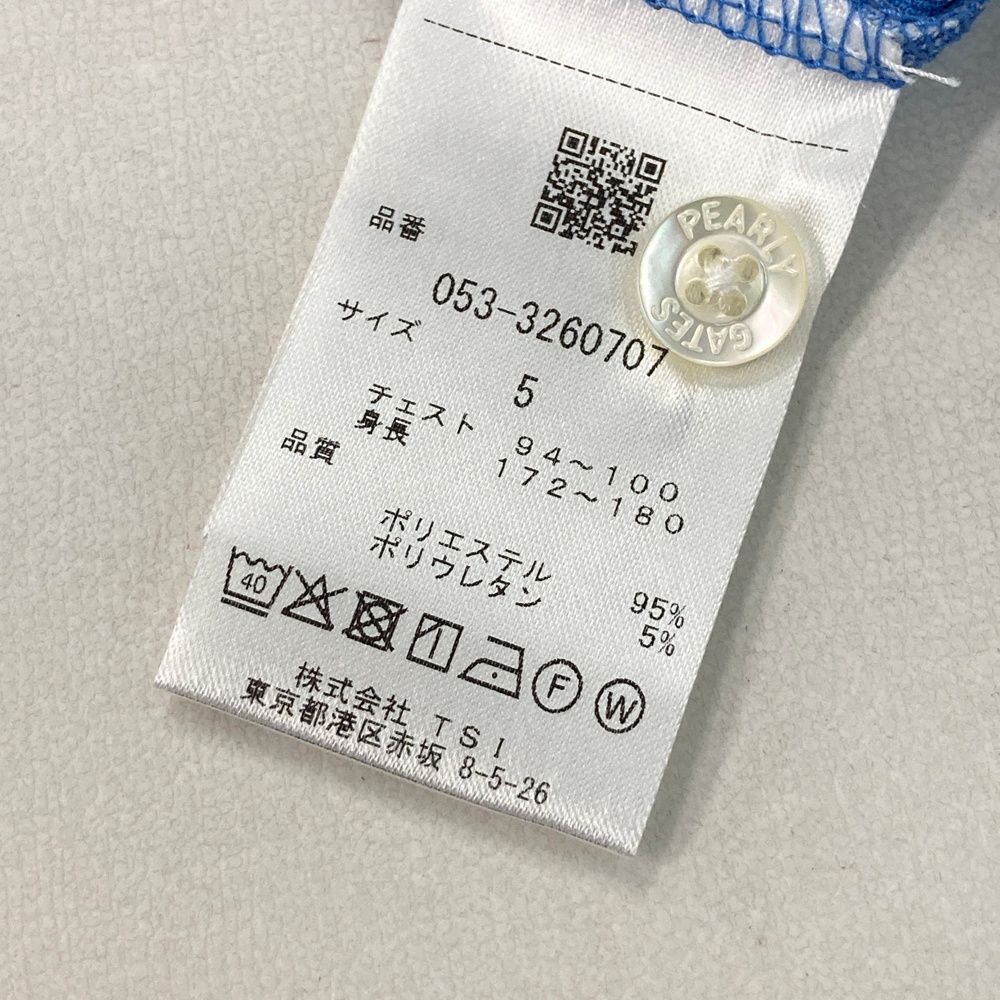 PEARLY GATES
品番
053-3260707
サイズ
5
チェスト 94～100
身長 172～180
品質
ポリエステル 95%
ポリウレタン 5%
40
F
W
株式会社 TSI
東京都港区赤坂 8-5-26